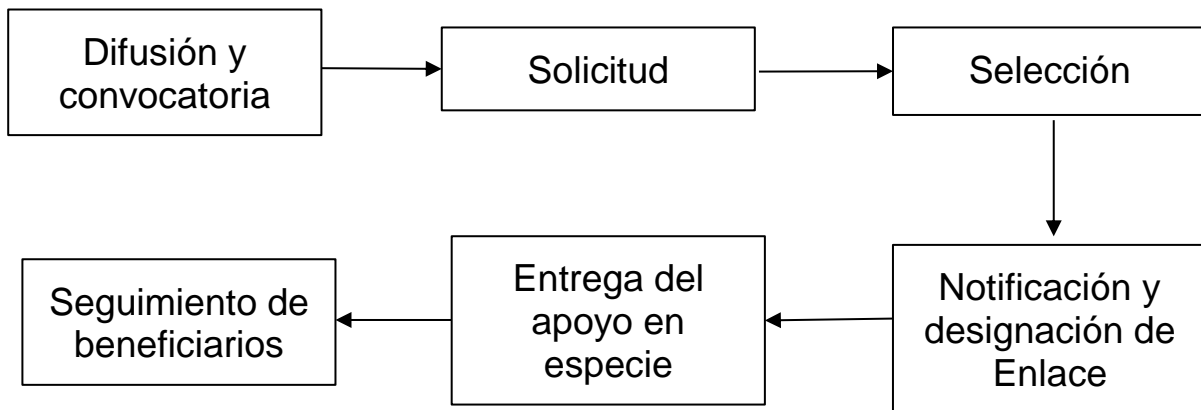 Difusión y
convocatoria
Solicitud
Selección
Notificación y
designación de
Enlace
Entrega del
apoyo en
especie
Seguimiento de
beneficiarios